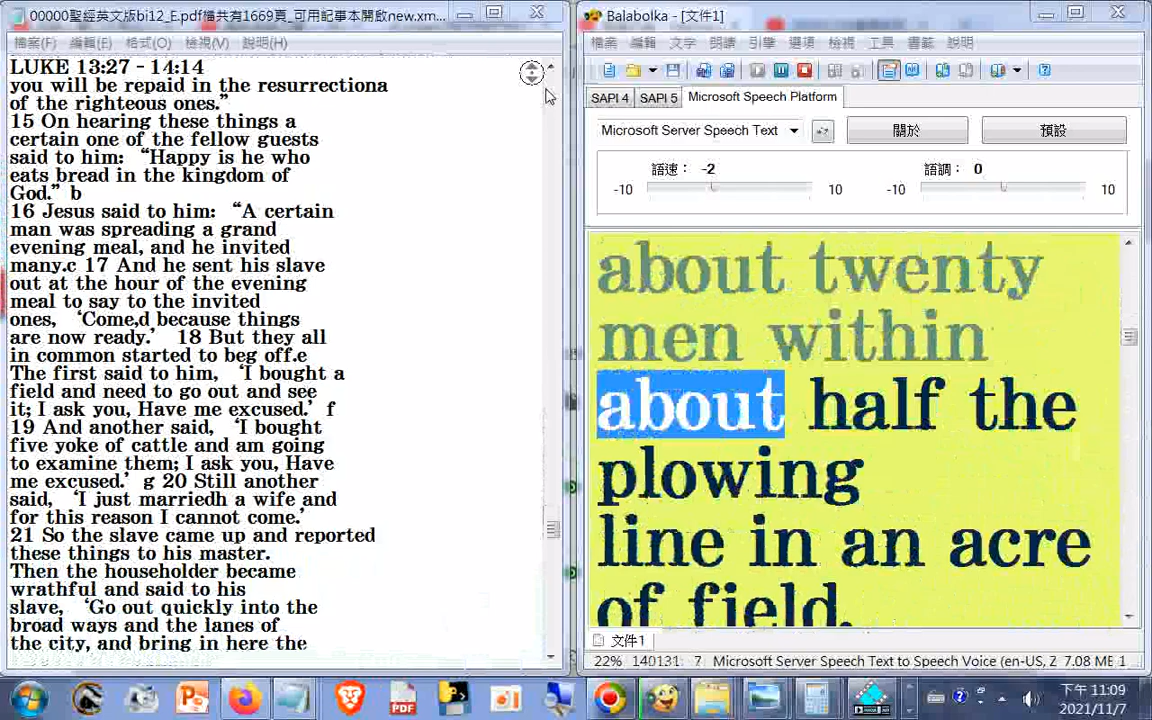 00000聖經英文版bi12_E.pdf檔共有1669頁_可用記事本開啟new.xm...
檔案(F) 編輯(E) 格式(O) 檢視(V) 說明(H)
LUKE 13:27 - 14:14
you will be repaid in the resurrectiona
of the righteous ones.”
15 On hearing these things a
certain one of the fellow guests
said to him: “Happy is he who
eats bread in the kingdom of
God.” b
16 Jesus said to him: “A certain
man was spreading a grand
evening meal, and he invited
many.c 17 And he sent his slave
out at the hour of the evening
meal to say to the invited
ones, ‘Come,d because things
are now ready.’ 18 But they all
in common started to beg off.e
The first said to him, ‘I bought a
field and need to go out and see
it; I ask you, Have me excused.’ f
19 And another said, ‘I bought
five yoke of cattle and am going
to examine them; I ask you, Have
me excused.’ g 20 Still another
said, ‘I just marriedh a wife and
for this reason I cannot come.’
21 So the slave came up and reported
these things to his master.
Then the householder became
wrathful and said to his
slave, ‘Go out quickly into the
broad ways and the lanes of
the city, and bring in here the
Balabolka - [文件1]
檔案 編輯 文字 朗讀 引擎 選項 檢視 工具 書籤 說明
SAPI 4 SAPI 5 Microsoft Speech Platform
Microsoft Server Speech Text 關於 預設
語速： -2 語調： 0
-10 10 -10 10
about twenty
men within
about half the
plowing
line in an acre
of field.
文件1
22% 140131: 7 Microsoft Server Speech Text to Speech Voice (en-US, Z 7.08 ME 1
PDF
下午 11:09
2021/11/7